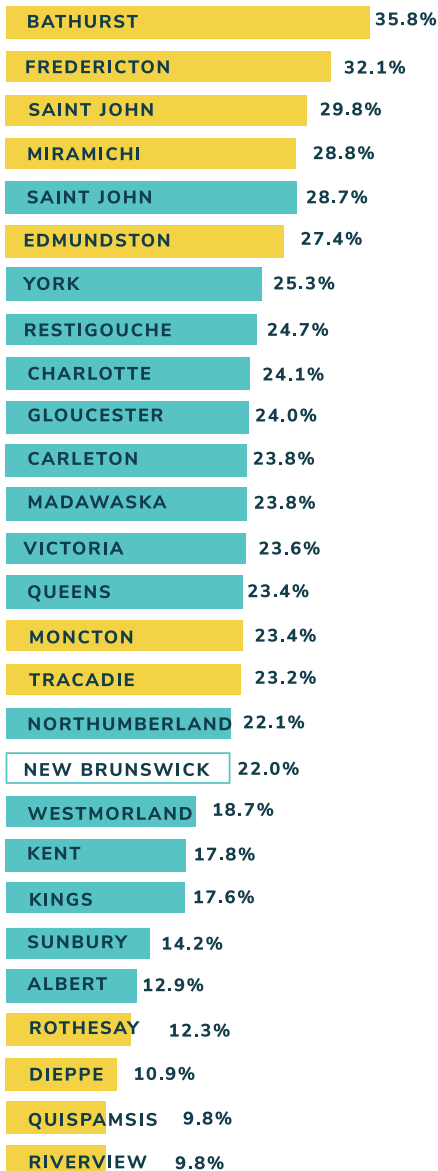 BATHURST 35.8%
FREDERICTON 32.1%
SAINT JOHN 29.8%
MIRAMICHI 28.8%
SAINT JOHN 28.7%
EDMUNDSTON 27.4%
YORK 25.3%
RESTIGOUCHE 24.7%
CHARLOTTE 24.1%
GLOUCESTER 24.0%
CARLETON 23.8%
MADAWASKA 23.8%
VICTORIA 23.6%
QUEENS 23.4%
MONCTON 23.4%
TRACADIE 23.2%
NORTHUMBERLAND 22.1%
NEW BRUNSWICK 22.0%
WESTMORLAND 18.7%
KENT 17.8%
KINGS 17.6%
SUNBURY 14.2%
ALBERT 12.9%
ROTHESAY 12.3%
DIEPPE 10.9%
QUISPAMSIS 9.8%
RIVERVIEW 9.8%